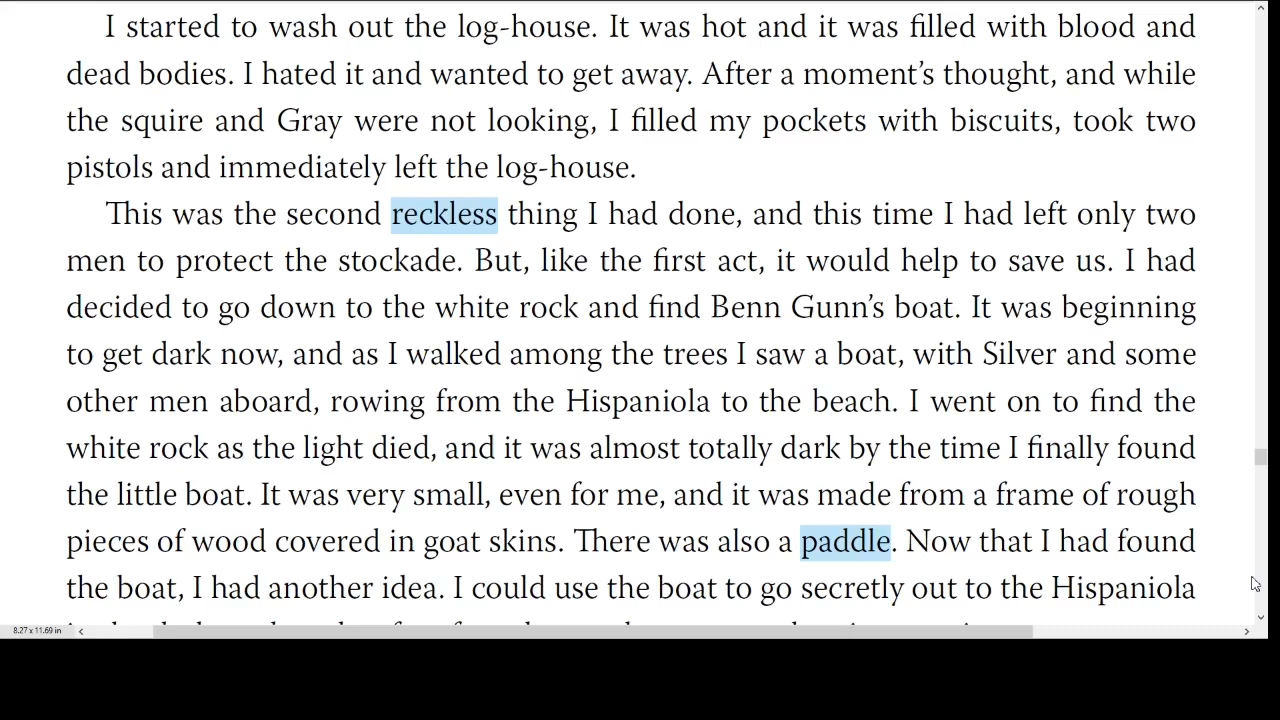 I started to wash out the log-house. It was hot and it was filled with blood and
dead bodies. I hated it and wanted to get away. After a moment’s thought, and while
the squire and Gray were not looking, I filled my pockets with biscuits, took two
pistols and immediately left the log-house.
This was the second reckless thing I had done, and this time I had left only two
men to protect the stockade. But, like the first act, it would help to save us. I had
decided to go down to the white rock and find Benn Gunn’s boat. It was beginning
to get dark now, and as I walked among the trees I saw a boat, with Silver and some
other men aboard, rowing from the Hispaniola to the beach. I went on to find the
white rock as the light died, and it was almost totally dark by the time I finally found
the little boat. It was very small, even for me, and it was made from a frame of rough
pieces of wood covered in goat skins. There was also a paddle. Now that I had found
the boat, I had another idea. I could use the boat to go secretly out to the Hispaniola
8.27 x 11.69 in